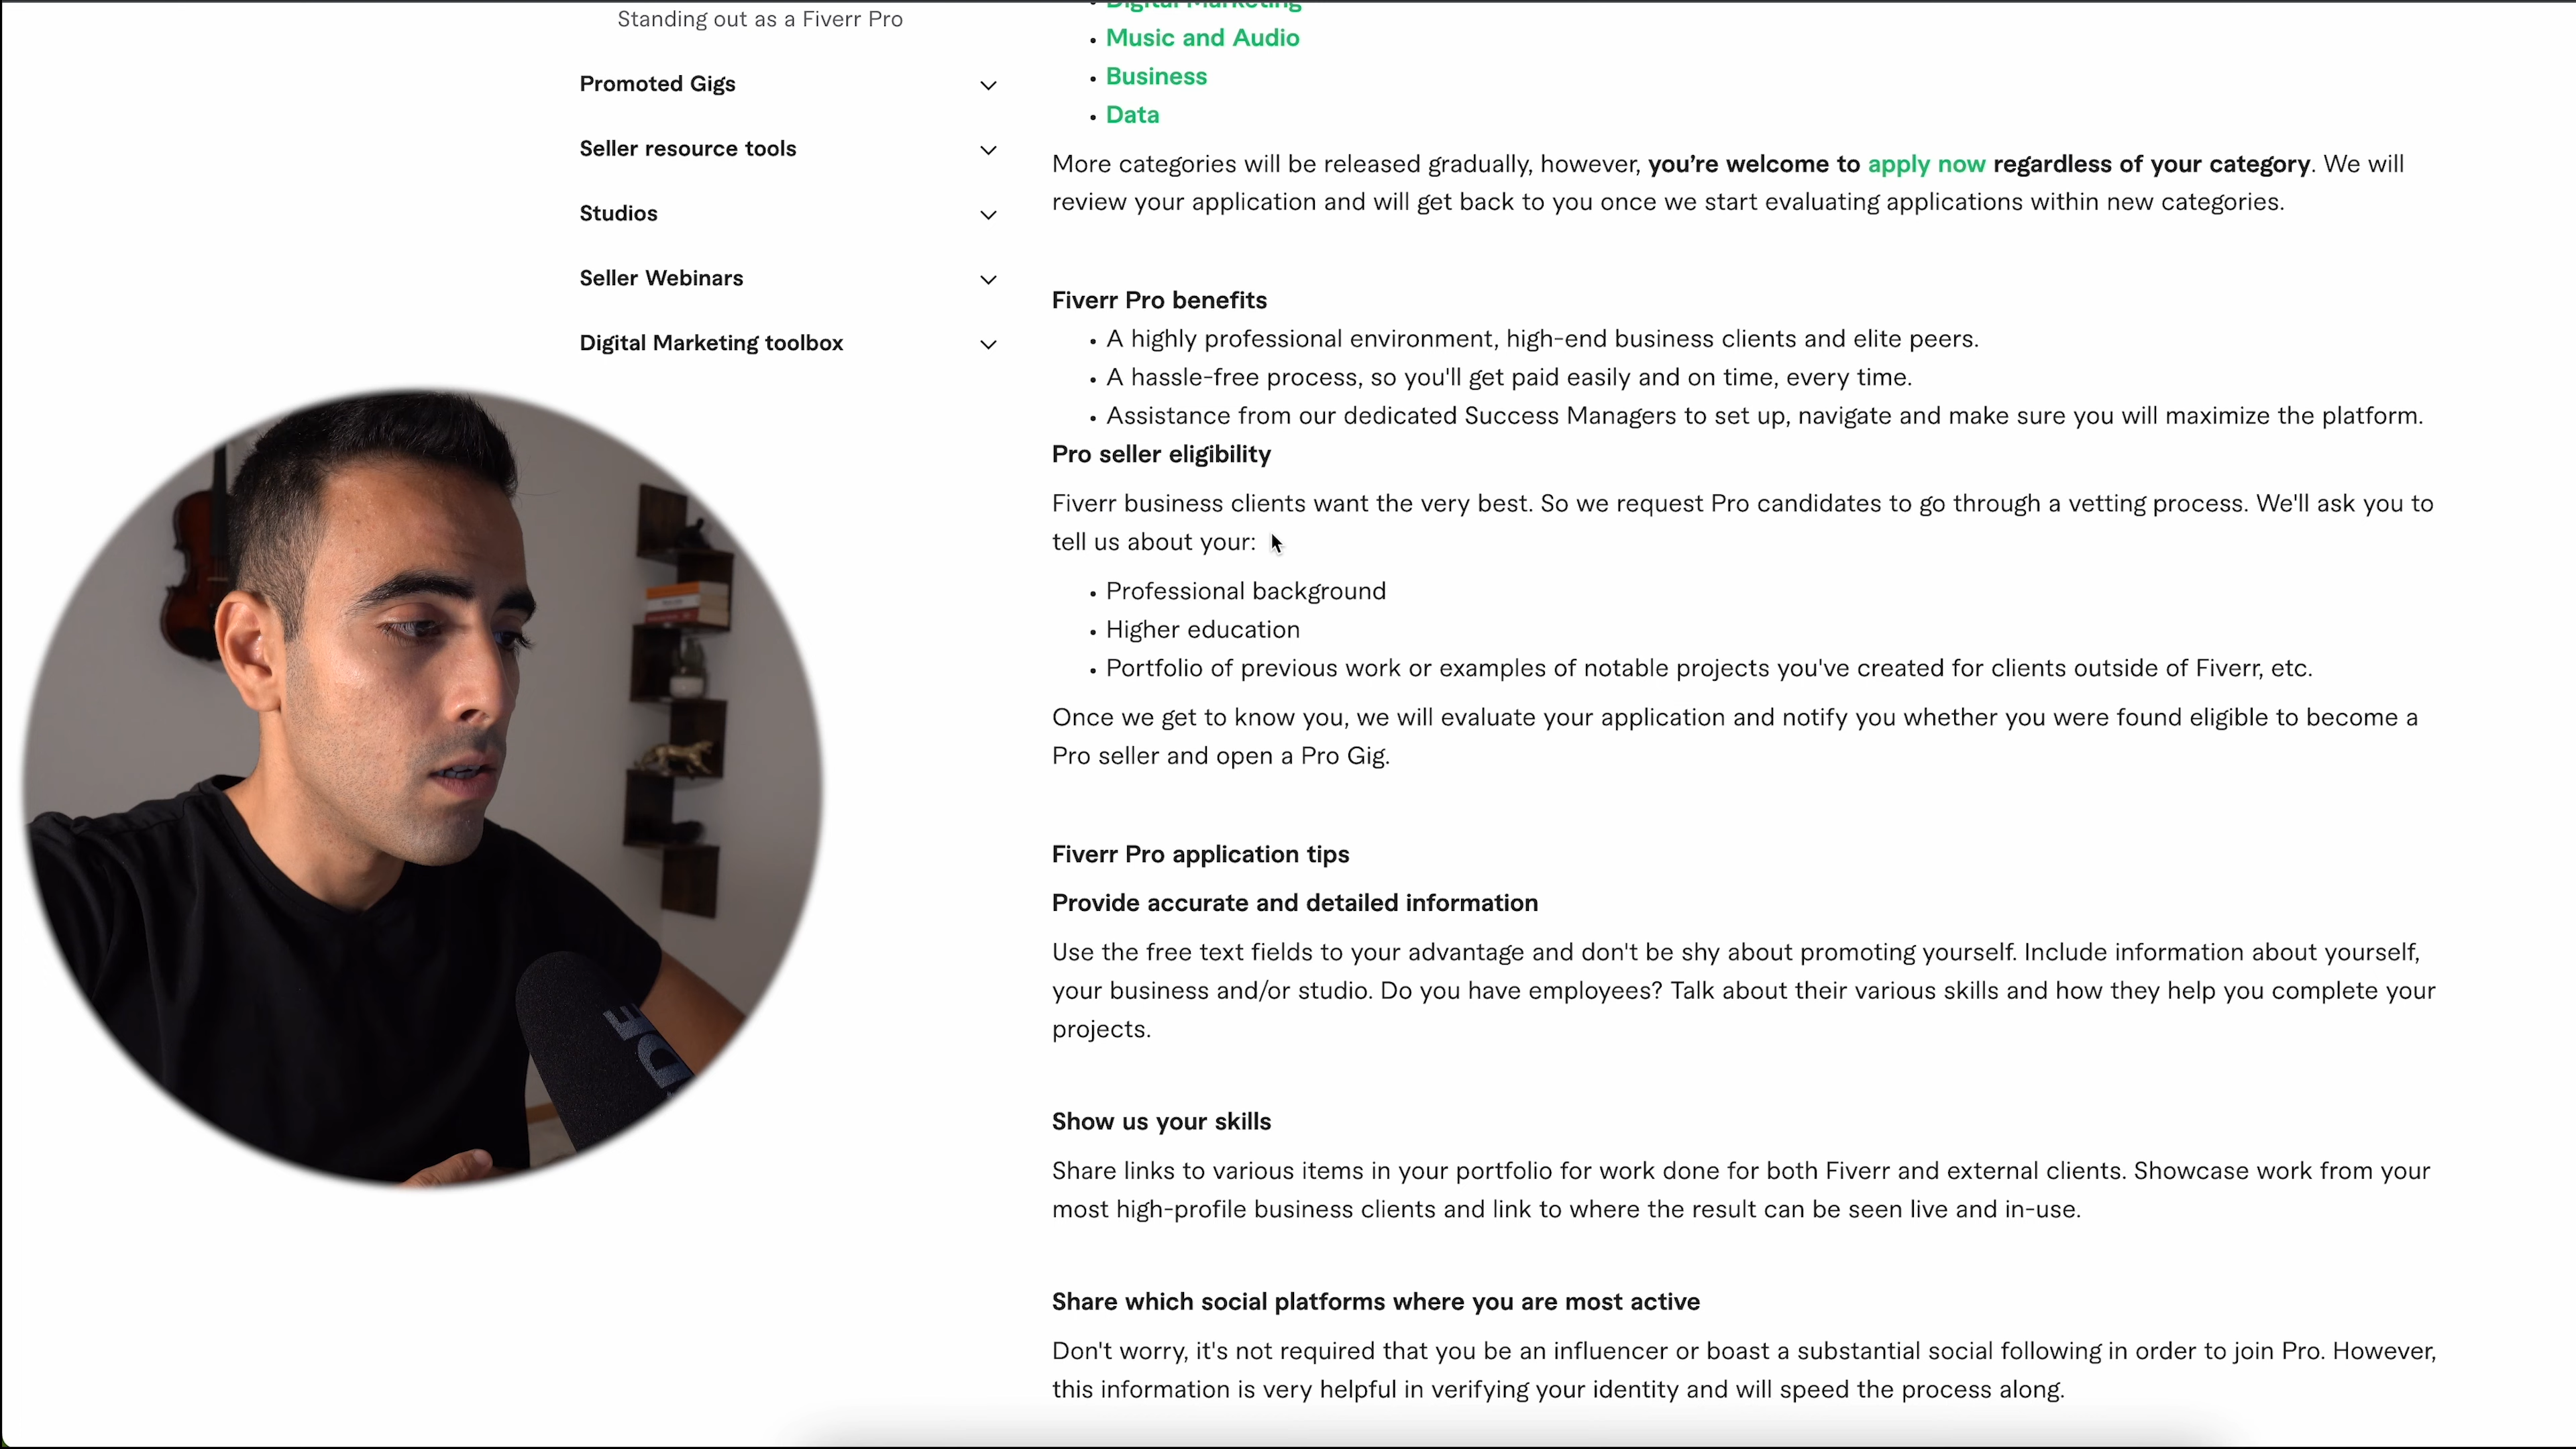 Standing out as a Fiverr Pro
Promoted Gigs
Seller resource tools
Studios
Seller Webinars
Digital Marketing toolbox
• Digital Marketing
• Music and Audio
• Business
• Data
More categories will be released gradually, however, you’re welcome to apply now regardless of your category. We will
review your application and will get back to you once we start evaluating applications within new categories.
Fiverr Pro benefits
• A highly professional environment, high-end business clients and elite peers.
• A hassle-free process, so you'll get paid easily and on time, every time.
• Assistance from our dedicated Success Managers to set up, navigate and make sure you will maximize the platform.
Pro seller eligibility
Fiverr business clients want the very best. So we request Pro candidates to go through a vetting process. We'll ask you to
tell us about your:
• Professional background
• Higher education
• Portfolio of previous work or examples of notable projects you've created for clients outside of Fiverr, etc.
Once we get to know you, we will evaluate your application and notify you whether you were found eligible to become a
Pro seller and open a Pro Gig.
Fiverr Pro application tips
Provide accurate and detailed information
Use the free text fields to your advantage and don't be shy about promoting yourself. Include information about yourself,
your business and/or studio. Do you have employees? Talk about their various skills and how they help you complete your
projects.
Show us your skills
Share links to various items in your portfolio for work done for both Fiverr and external clients. Showcase work from your
most high-profile business clients and link to where the result can be seen live and in-use.
Share which social platforms where you are most active
Don't worry, it's not required that you be an influencer or boast a substantial social following in order to join Pro. However,
this information is very helpful in verifying your identity and will speed the process along.